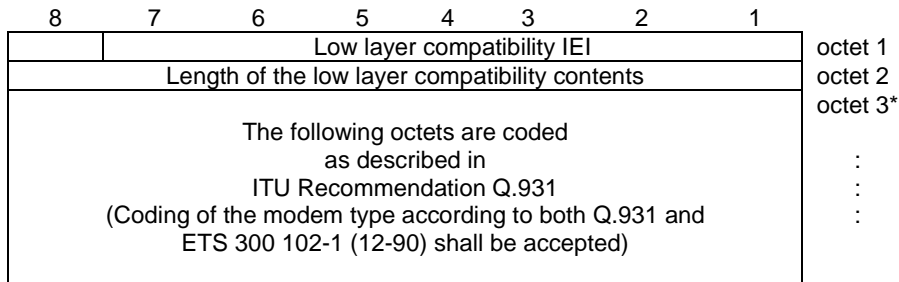 8 7 6 5 4 3 2 1
Low layer compatibility IEI octet 1
Length of the low layer compatibility contents octet 2
octet 3*
The following octets are coded
as described in :
ITU Recommendation Q.931 :
(Coding of the modem type according to both Q.931 and :
ETS 300 102-1 (12-90) shall be accepted)